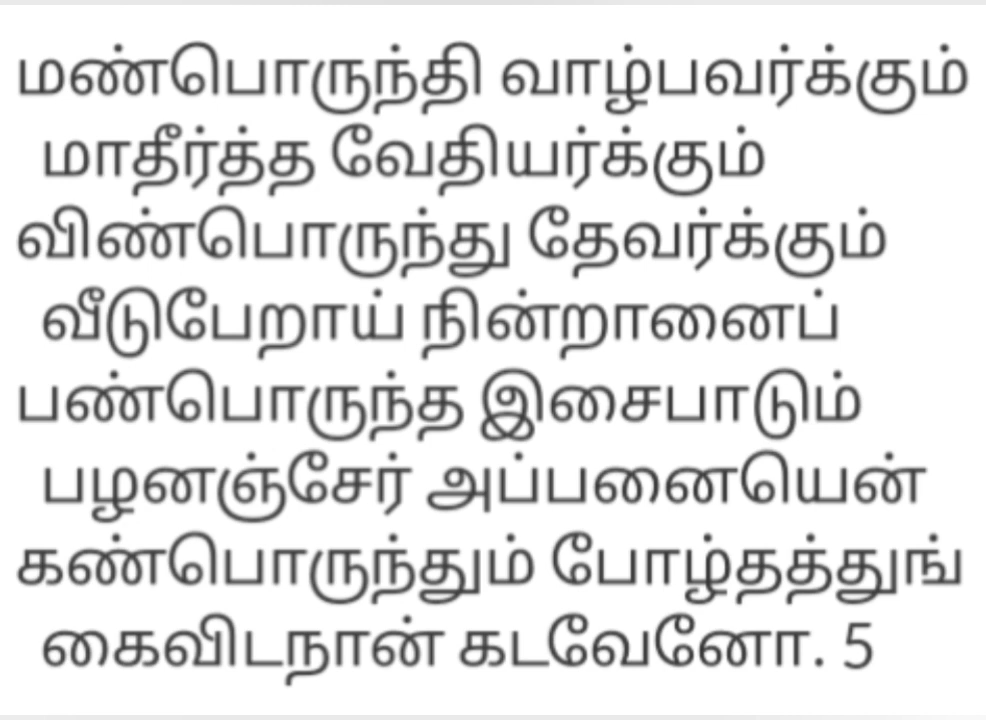 மண்பொருந்தி வாழ்பவர்க்கும்
மாதீர்த்த வேதியர்க்கும்
விண்பொருந்து தேவர்க்கும்
வீடுபேறாய் நின்றானைப்
பண்பொருந்த இசைபாடும்
பழனஞ்சேர் அப்பனையென்
கண்பொருந்தும் போழ்தத்துங்
கைவிடநான் கடவேனோ. 5